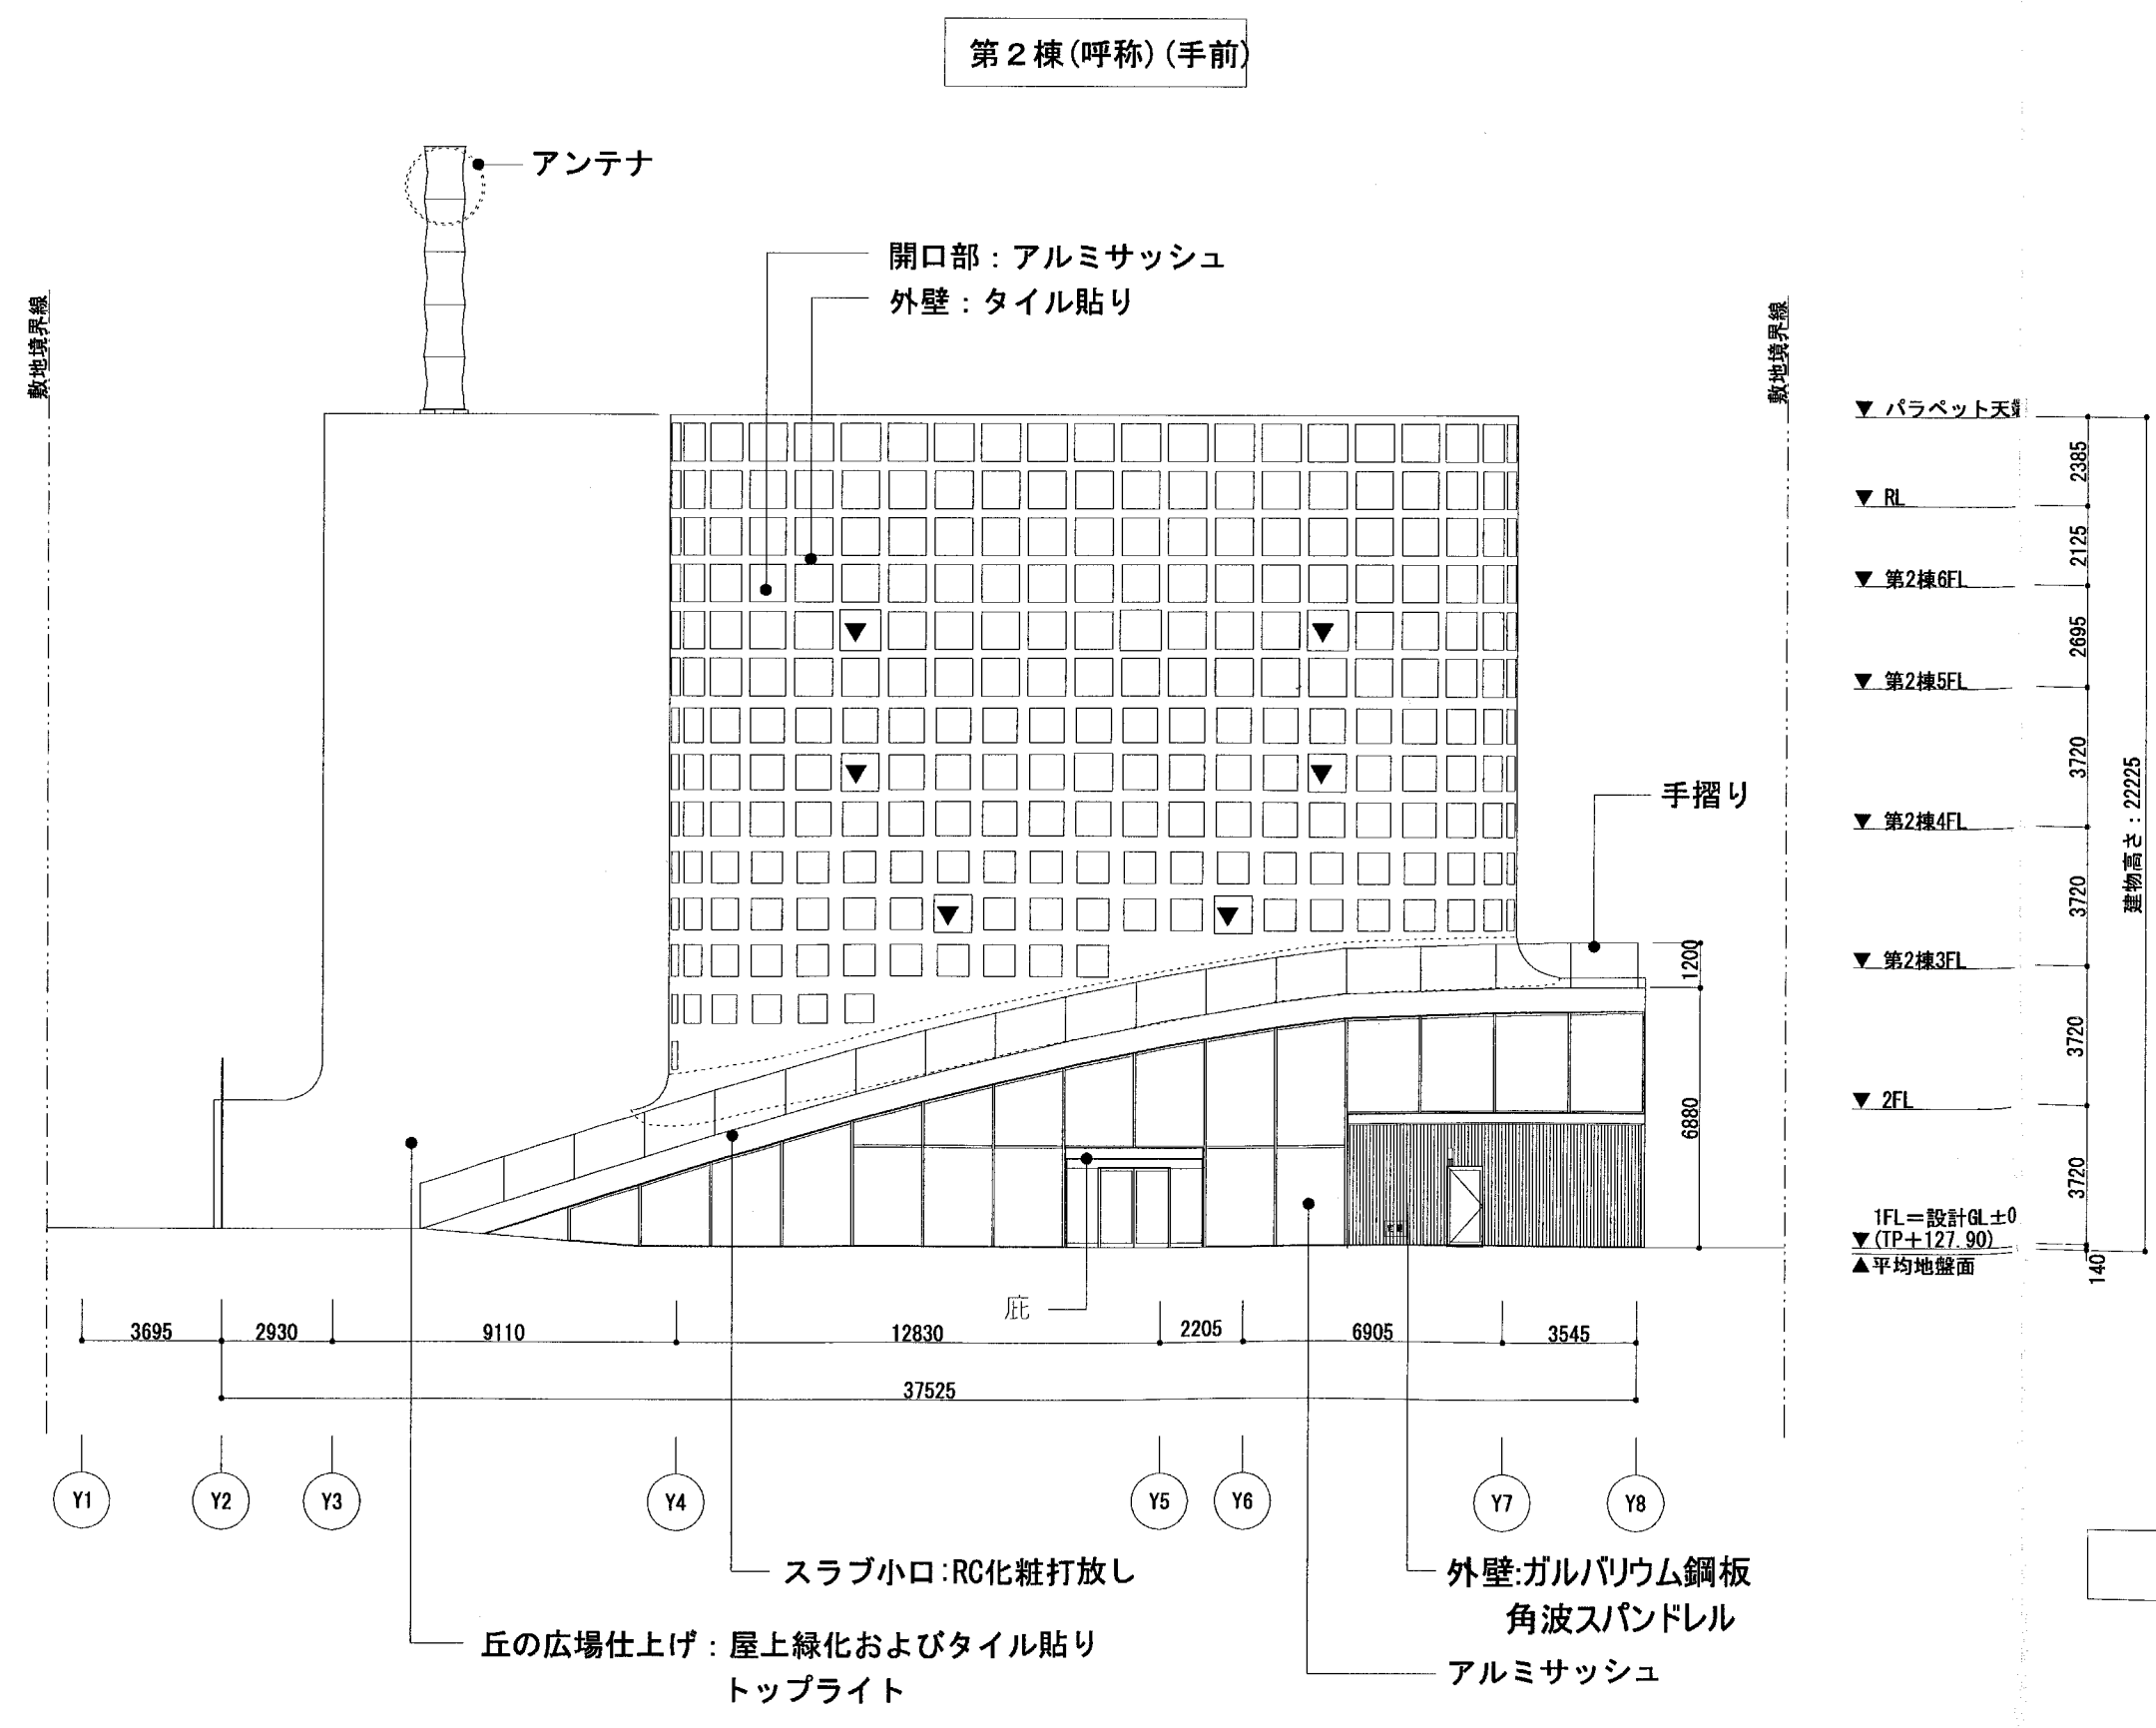 第２棟(呼称)(手前)
アンテナ
開口部：アルミサッシュ
外壁：タイル貼り
敷地境界線
敷地境界線
▼ パラペット天端
2385
▼ RL
2125
▼ 第2棟6FL
2695
▼ 第2棟5FL
3720
建物高さ：22225
手摺り
▼ 第2棟4FL
3720
1200
▼ 第2棟3FL
3720
6880
▼ 2FL
3720
1FL＝設計GL±0
▼(TP＋127.90)
▲平均地盤面
140
庇
3695
2930
9110
12830
2205
6905
3545
37525
Y1
Y2
Y3
Y4
Y5
Y6
Y7
Y8
スラブ小口:RC化粧打放し
外壁:ガルバリウム鋼板
角波スパンドレル
丘の広場仕上げ：屋上緑化およびタイル貼り
トップライト
アルミサッシュ